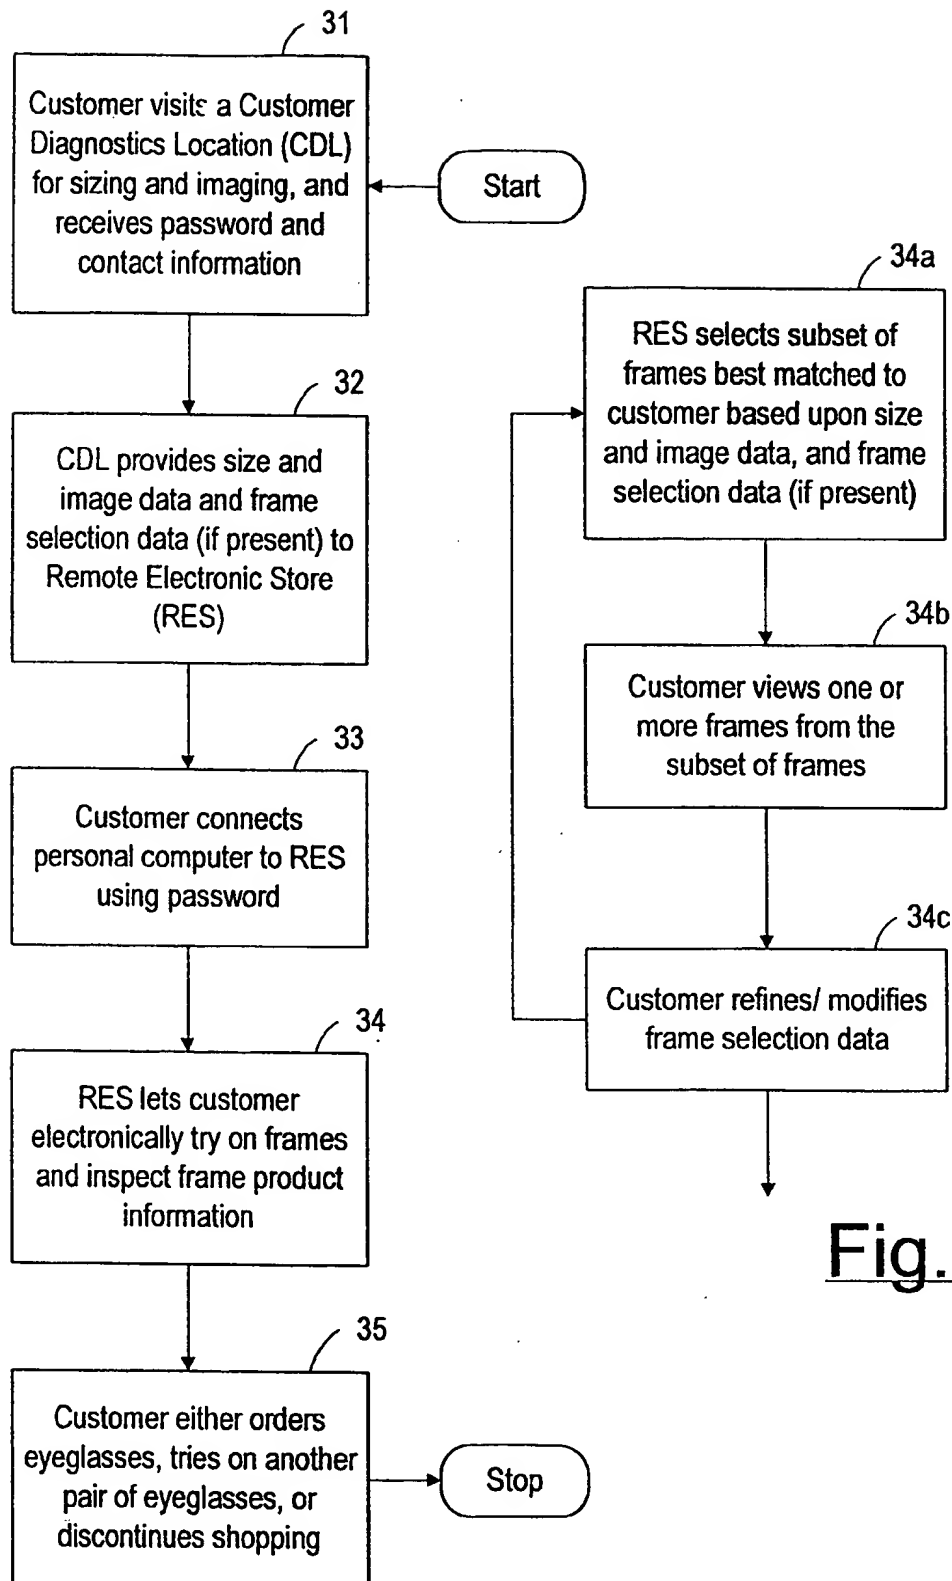 31
Customer visits a Customer
Diagnostics Location (CDL)
for sizing and imaging, and
receives password and
contact information
Start
32
CDL provides size and
image data and frame
selection data (if present) to
Remote Electronic Store
(RES)
33
Customer connects
personal computer to RES
using password
34
RES lets customer
electronically try on frames
and inspect frame product
information
35
Customer either orders
eyeglasses, tries on another
pair of eyeglasses, or
discontinues shopping
Stop
34a
RES selects subset of
frames best matched to
customer based upon size
and image data, and frame
selection data (if present)
34b
Customer views one or
more frames from the
subset of frames
34c
Customer refines/ modifies
frame selection data
Fig.